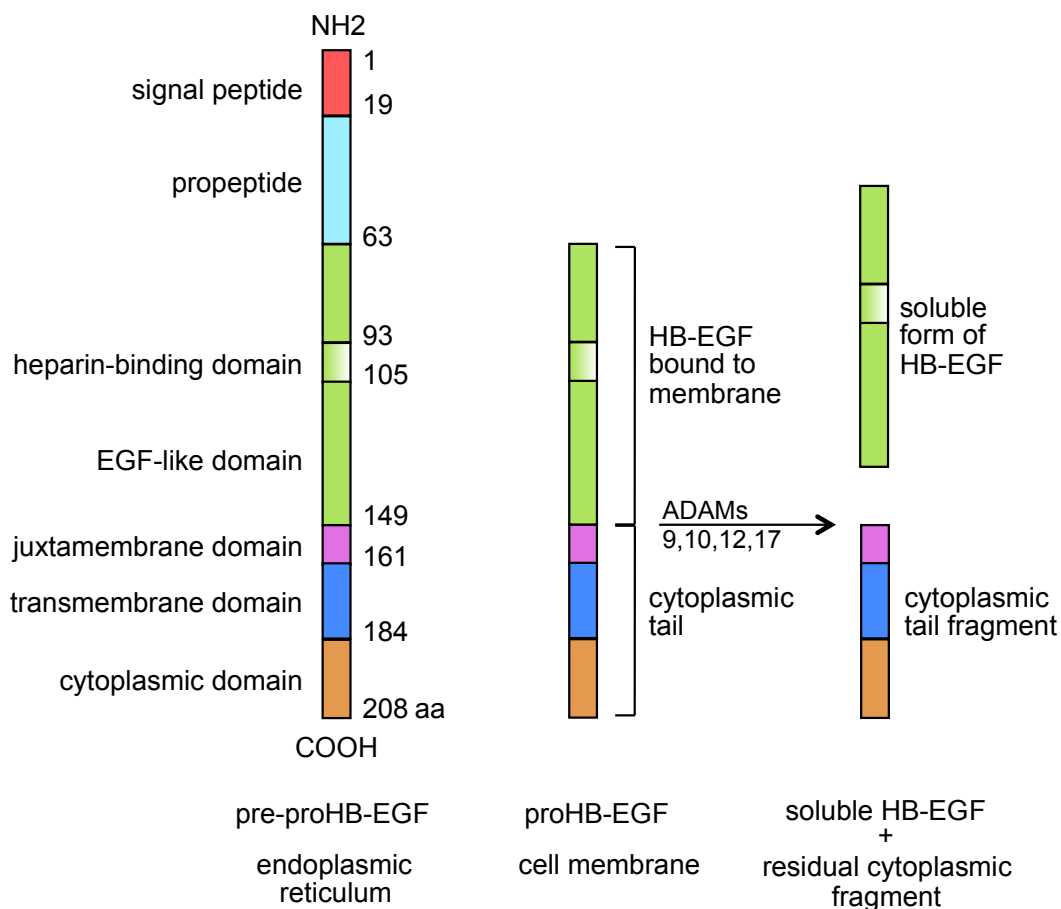 NH2
1
signal peptide
19
propeptide
63
93
heparin-binding domain
105
EGF-like domain
149
juxtamembrane domain
161
transmembrane domain
184
cytoplasmic domain
208 aa
COOH
HB-EGF
bound to
membrane
cytoplasmic
tail
ADAMs
9,10,12,17
soluble
form of
HB-EGF
cytoplasmic
tail fragment
pre-proHB-EGF
endoplasmic
reticulum
proHB-EGF
cell membrane
soluble HB-EGF
+
residual cytoplasmic
fragment